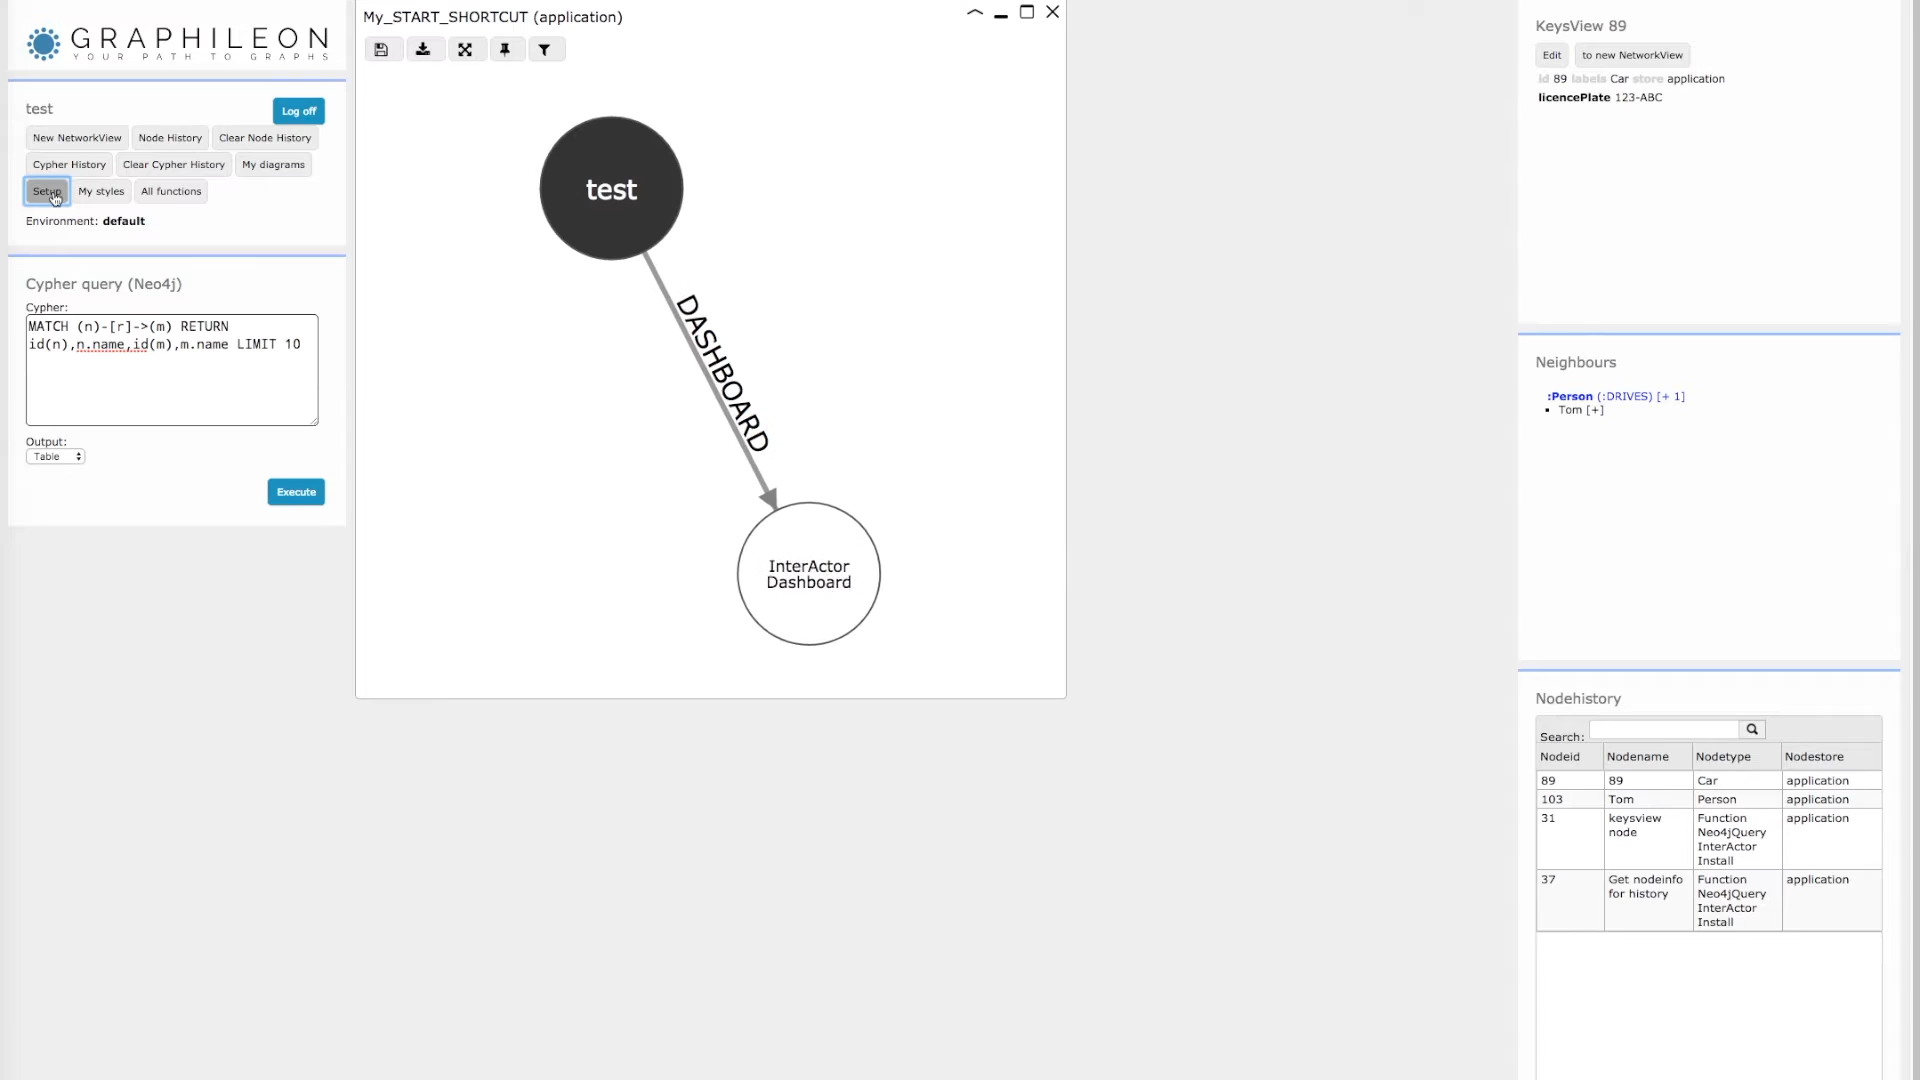 GRAPHILEON
YOUR PATH TO GRAPHS
test
Log off
New NetworkView
Node History
Clear Node History
Cypher History
Clear Cypher History
My diagrams
Setup
My styles
All functions
Environment: default
Cypher query (Neo4j)
Cypher:
MATCH (n)-[r]->(m) RETURN
id(n),n.name,id(m),m.name LIMIT 10
Output:
Table
Execute
My_START_SHORTCUT (application)
test
DASHBOARD
InterActor
Dashboard
KeysView 89
Edit
to new NetworkView
id 89 labels Car store application
licencePlate 123-ABC
Neighbours
:Person (:DRIVES) [+ 1]
Tom [+]
Nodehistory
Search:
Nodeid Nodename Nodetype Nodestore
89 89 Car application
103 Tom Person application
31 keysview Function application
node Neo4jQuery
InterActor
Install
37 Get nodeinfo Function application
for history Neo4jQuery
InterActor
Install